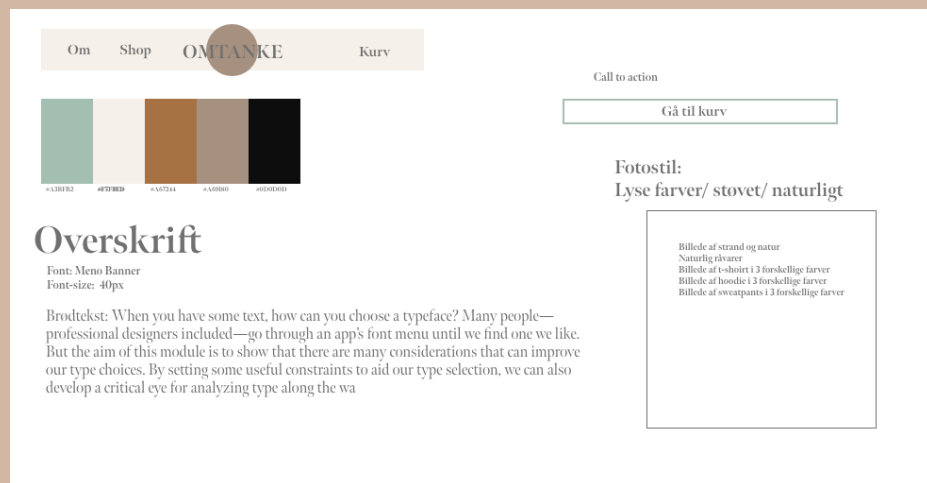 Om Shop OMTANKE Kurv
Call to action
Gå til kurv
#A67244
#0D0D0D
Fotostil:
Lyse farver/ støvet/ naturligt
Overskrift
Font: Meno Banner
Font-size: 40px
Billede af strand og natur
Naturlig råvarer
Billede af t-shoirt i 3 forskellige farver
Billede af hoodie i 3 forskellige farver
Billede af sweatpants i 3 forskellige farver
Brødtekst: When you have some text, how can you choose a typeface? Many people—
professional designers included—go through an app's font menu until we find one we like.
But the aim of this module is to show that there are many considerations that can improve
our type choices. By setting some useful constraints to aid our type selection, we can also
develop a critical eye for analyzing type along the wa